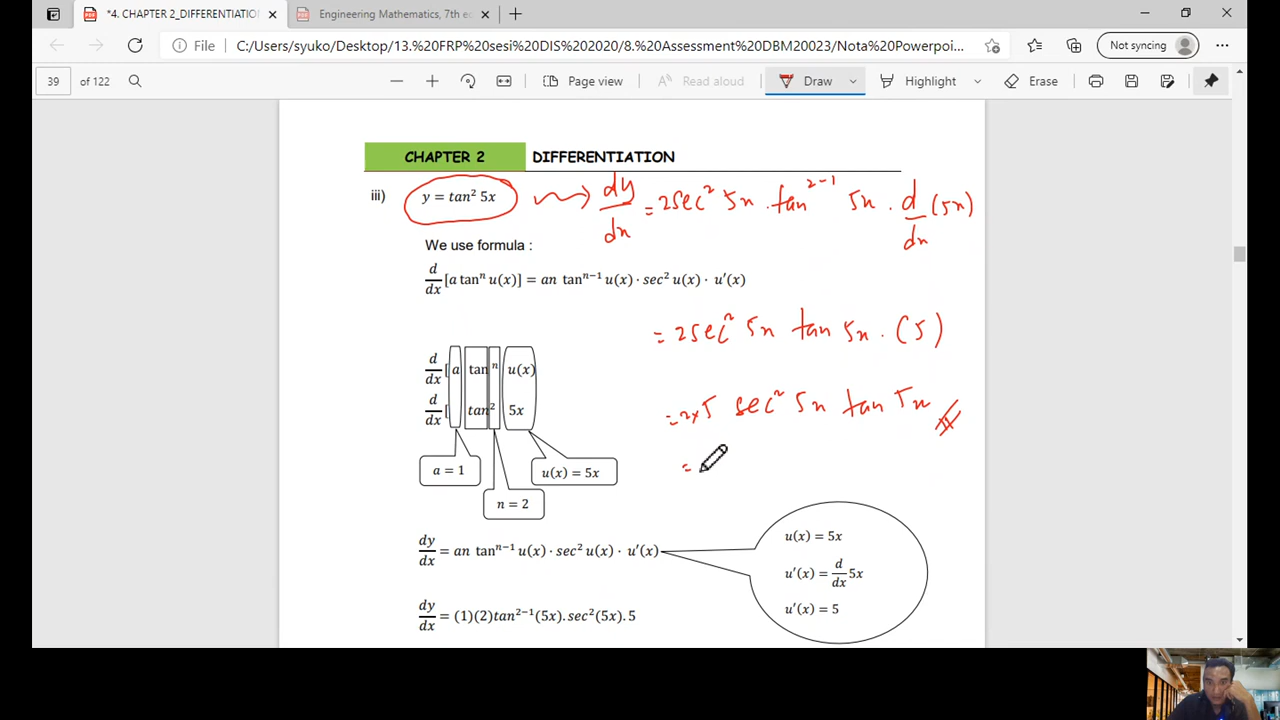 *4. CHAPTER 2_DIFFERENTIATIO
Engineering Mathematics, 7th ed
File C:/Users/syuko/Desktop/13.%20FRP%20sesi%20DIS%202020/8.%20Assessment%20DBM20023/Nota%20Powerpoi...
Not syncing
39 of 122
Page view
Read aloud
Draw
Highlight
Erase
CHAPTER 2 DIFFERENTIATION
iii) y = tan² 5x
dy/dx = 2sec² 5x . tan²⁻¹ 5x . d/dx (5x)
We use formula :
d/dx [a tanⁿ u(x)] = an tanⁿ⁻¹ u(x) · sec² u(x) · u′(x)
= 2sec² 5x tan 5x . (5)
d/dx [ a tan ⁿ u(x)
d/dx [ tan ² 5x
= 2x5 sec² 5x tan 5x
=
a = 1
u(x) = 5x
n = 2
dy/dx = an tanⁿ⁻¹ u(x) · sec² u(x) · u′(x)
u(x) = 5x
u′(x) = d/dx 5x
u′(x) = 5
dy/dx = (1)(2)tan²⁻¹(5x).sec²(5x).5